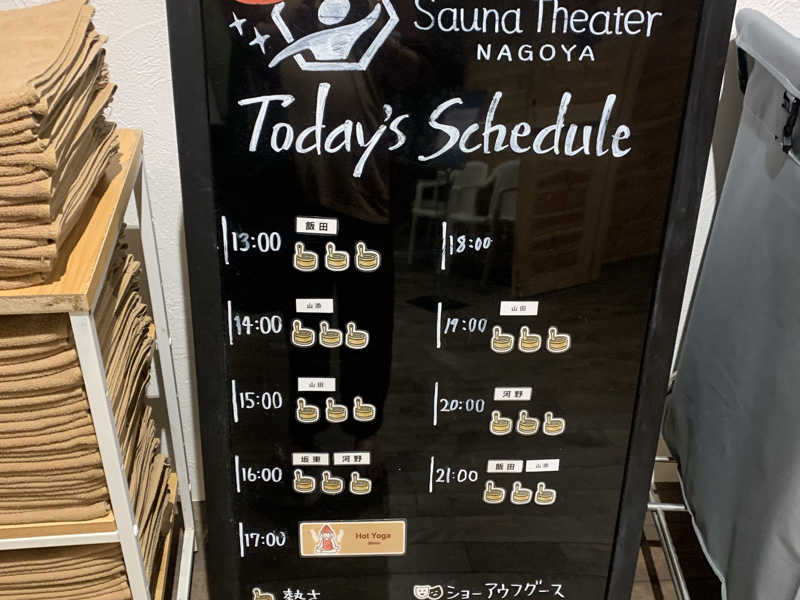 Sauna Theater
NAGOYA
Today's Schedule
13:00 飯田
14:00 山添
15:00 山田
16:00 坂東 河野
17:00 Hot Yoga
18:00
19:00 山田
20:00 河野
21:00 飯田 山添
熱さ
ショーアウフグース